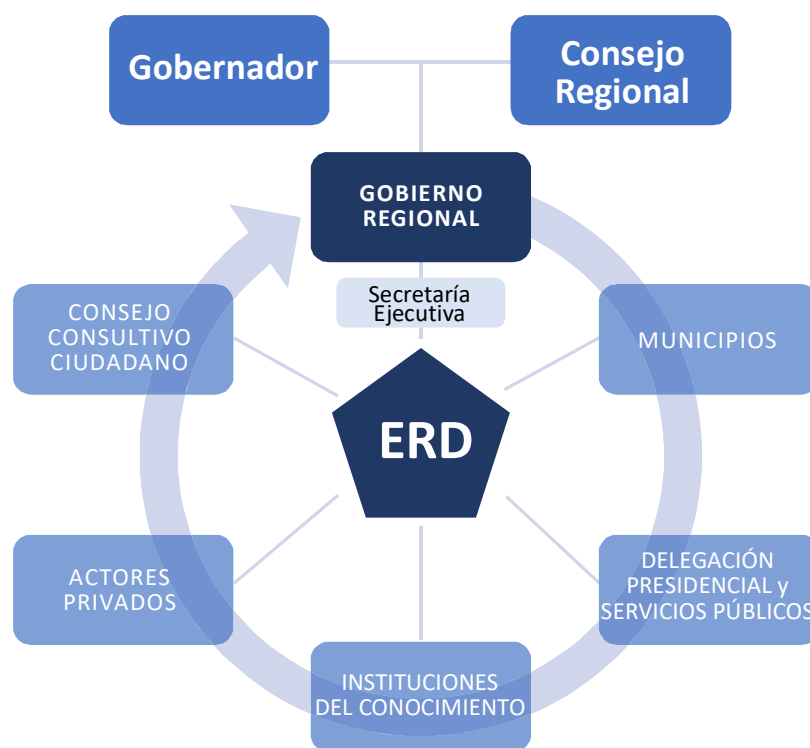 Gobernador
Consejo
Regional
GOBIERNO
REGIONAL
Secretaría
Ejecutiva
CONSEJO
CONSULTIVO
CIUDADANO
MUNICIPIOS
ERD
ACTORES
PRIVADOS
DELEGACIÓN
PRESIDENCIAL y
SERVICIOS PÚBLICOS
INSTITUCIONES
DEL CONOCIMIENTO